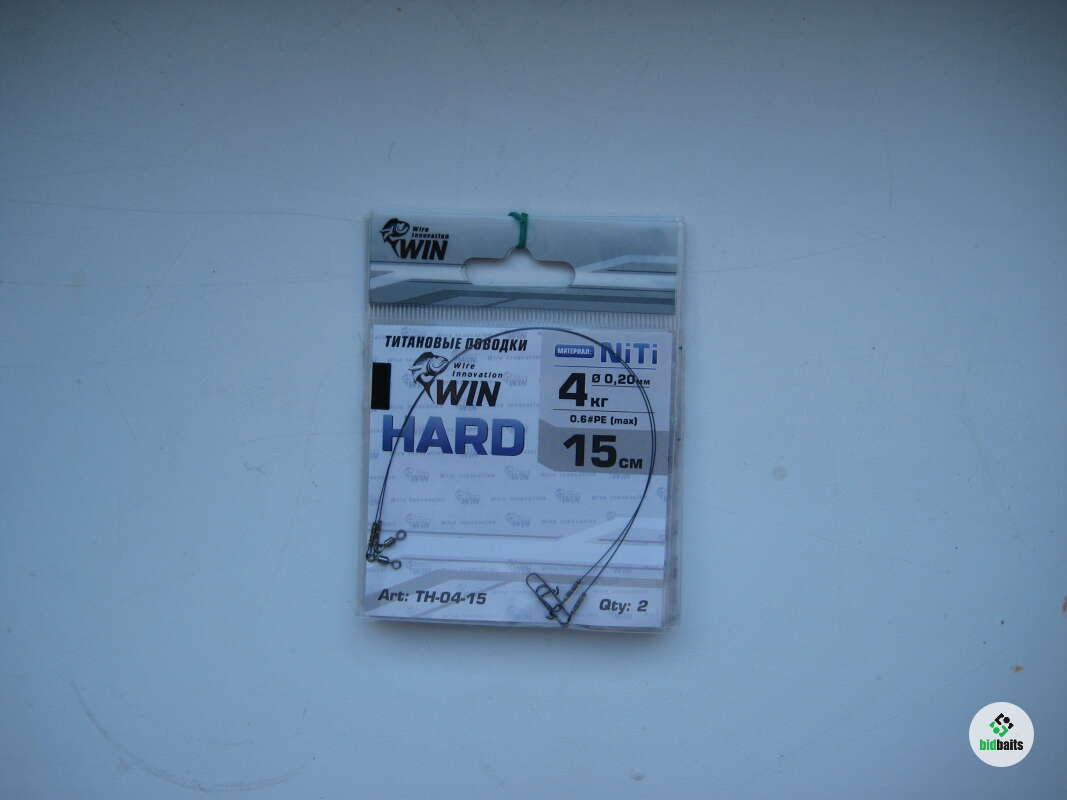 Wire
Innovation
WIN
ТИТАНОВЫЕ ПОВОДКИ
Wire
Innovation
WIN
HARD
МАТЕРИАЛ: NiTi
4 кг
Ø 0,20мм
0.6#PE (max)
15 см
Art: TH-04-15
Qty: 2
bidbaits